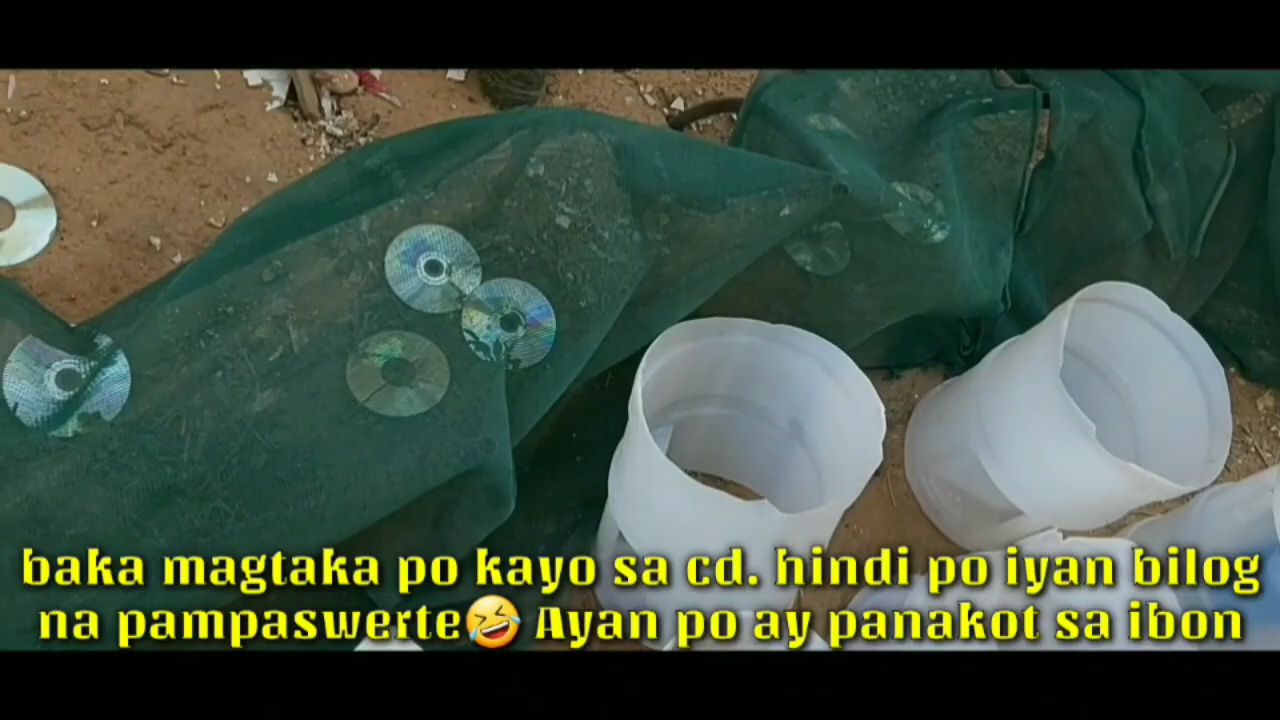 baka magtaka po kayo sa cd. hindi po iyan bilog
na pampaswerte🤣 Ayan po ay panakot sa ibon